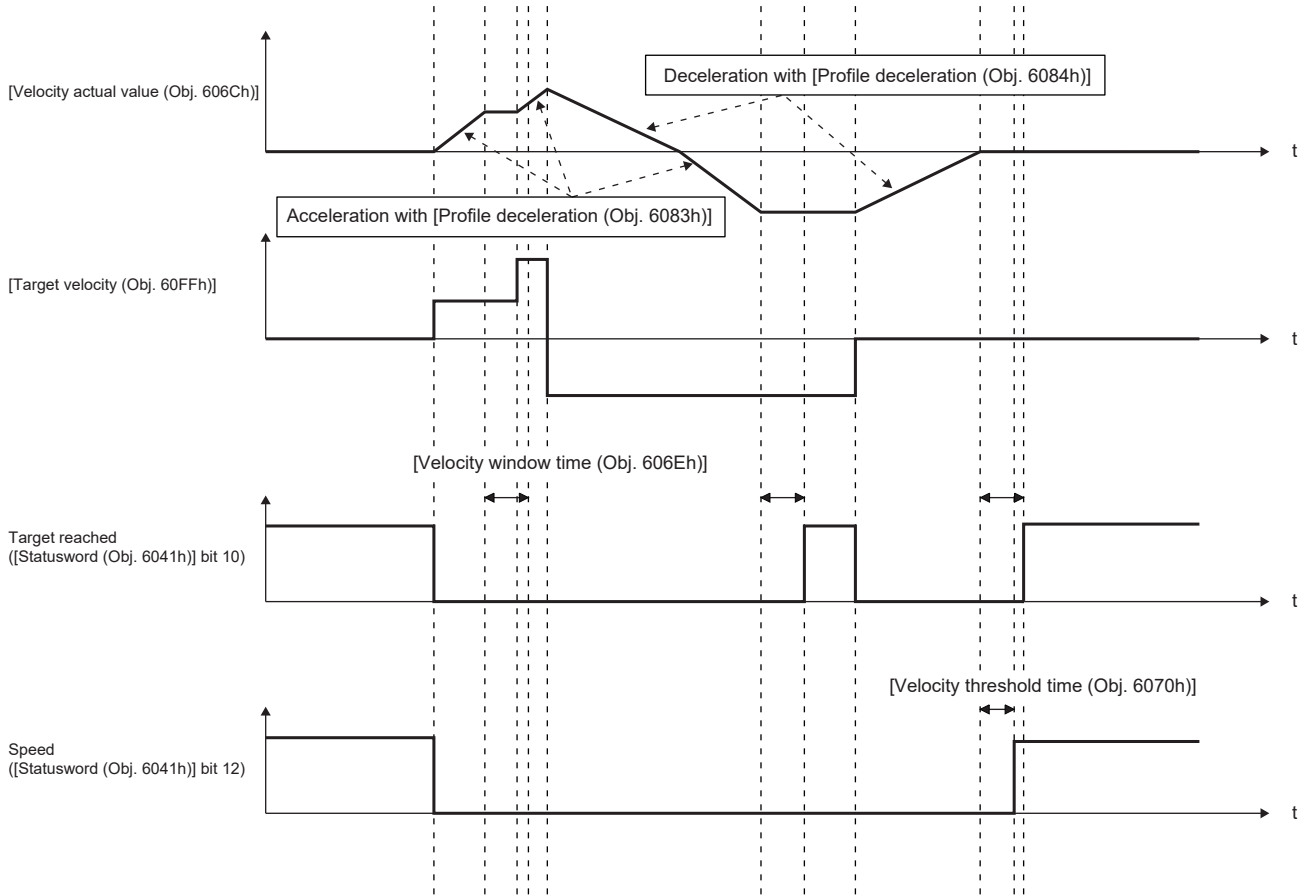 [Velocity actual value (Obj. 606Ch)]
Deceleration with [Profile deceleration (Obj. 6084h)]
t
Acceleration with [Profile deceleration (Obj. 6083h)]
[Target velocity (Obj. 60FFh)]
t
[Velocity window time (Obj. 606Eh)]
Target reached
([Statusword (Obj. 6041h)] bit 10)
t
[Velocity threshold time (Obj. 6070h)]
Speed
([Statusword (Obj. 6041h)] bit 12)
t